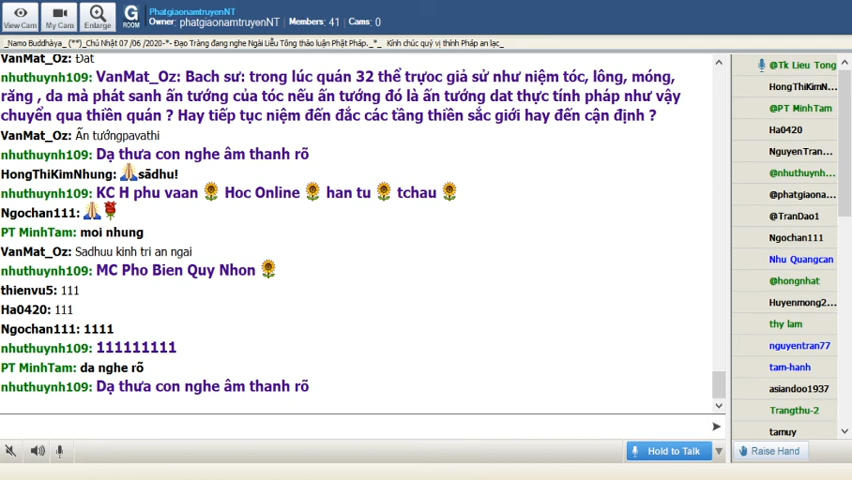 View Cam
My Cam
Enlarge
G
ROOM
PhatgiaonamtruyenNT
Owner: phatgiaonamtruyenNT Members: 41 Cams: 0
_Namo Buddhàya_ (**)_Chủ Nhật 07 /06 /2020-*- Đạo Tràng đang nghe Ngài Liễu Tông thảo luận Phật Pháp._*_ Kính chúc quý vị thính Pháp an lạc_
VanMat_Oz: Đạt
nhuthuynh109: VanMat_Oz: Bach sư: trong lúc quán 32 thể trựoc giả sử như niệm tóc, lông, móng,
răng , da mà phát sanh ấn tướng của tóc nếu ấn tướng đó là ấn tướng dat thực tính pháp như vậy
chuyển qua thiền quán ? Hay tiếp tục niệm đến đắc các tầng thiền sắc giới hay đến cận định ?
VanMat_Oz: Ấn tướngpavathi
nhuthuynh109: Dạ thưa con nghe âm thanh rõ
HongThiKimNhung: sādhu!
nhuthuynh109: KC H phu vaan Hoc Online han tu tchau
Ngochan111:
PT MinhTam: moi nhung
VanMat_Oz: Sadhuu kinh tri an ngai
nhuthuynh109: MC Pho Bien Quy Nhon
thienvu5: 111
Ha0420: 111
Ngochan111: 1111
nhuthuynh109: 111111111
PT MinhTam: da nghe rõ
nhuthuynh109: Dạ thưa con nghe âm thanh rõ
Hold to Talk
@Tk Lieu Tong
HongThiKimN...
@PT MinhTam
Ha0420
NguyenTran...
@nhuthuynh...
@phatgiaona...
@TranDao1
Ngochan111
Nhu Quangcan
@hongnhat
Huyenmong2...
thy lam
nguyentran77
tam-hanh
asiandoo1937
Trangthu-2
tamuy
Raise Hand